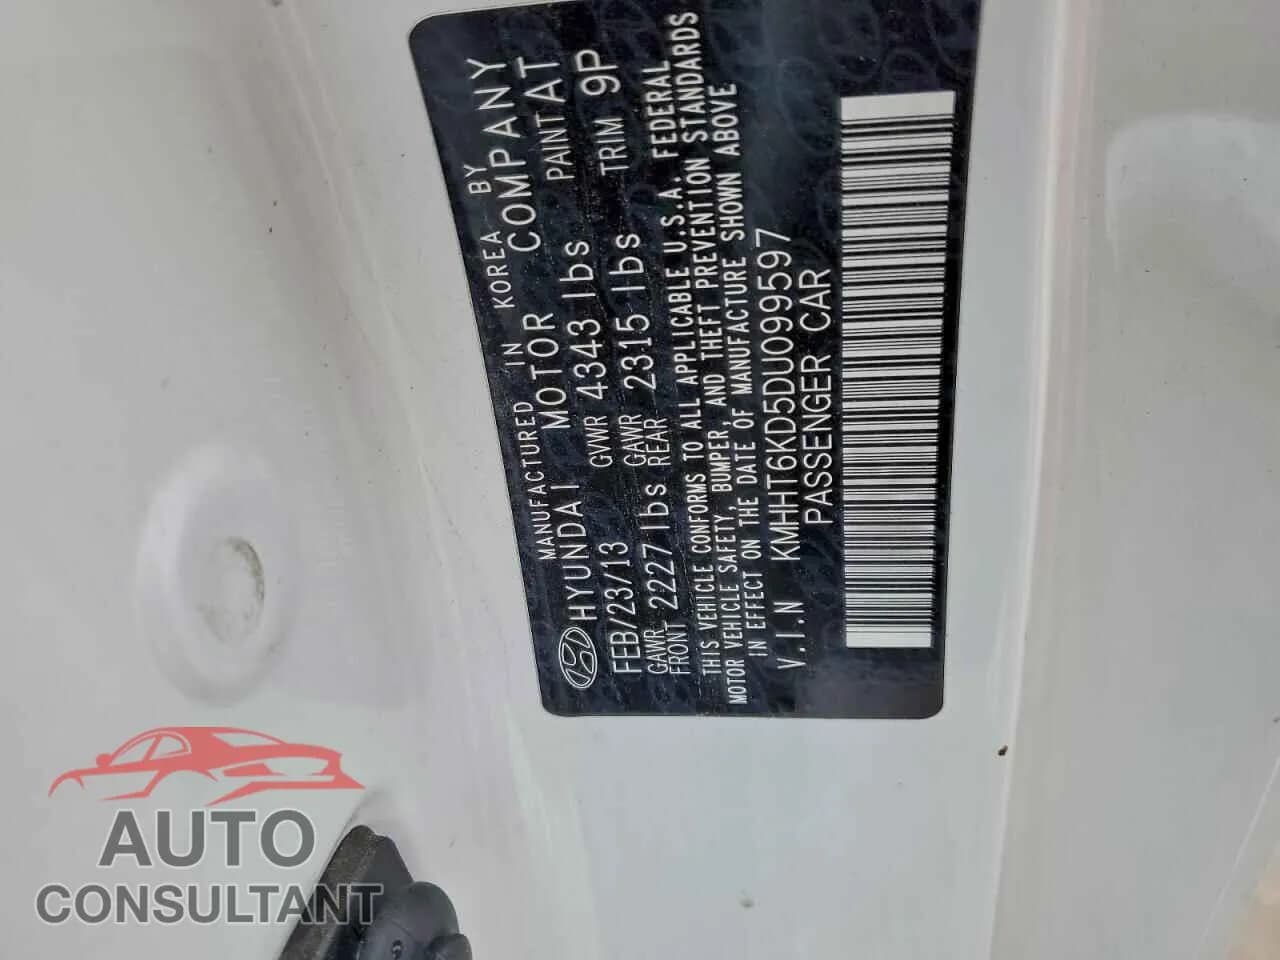 MANUFACTURED IN KOREA BY
HYUNDAI MOTOR COMPANY
FEB/23/13 GVWR 4343 lbs PAINT AT
GAWR FRONT 2227 lbs GAWR REAR 2315 lbs TRIM 9P
THIS VEHICLE CONFORMS TO ALL APPLICABLE U.S.A. FEDERAL
MOTOR VEHICLE SAFETY, BUMPER, AND THEFT PREVENTION STANDARDS
IN EFFECT ON THE DATE OF MANUFACTURE SHOWN ABOVE
V.I.N KMHHT6KD5DU099597
PASSENGER CAR
AUTO
CONSULTANT